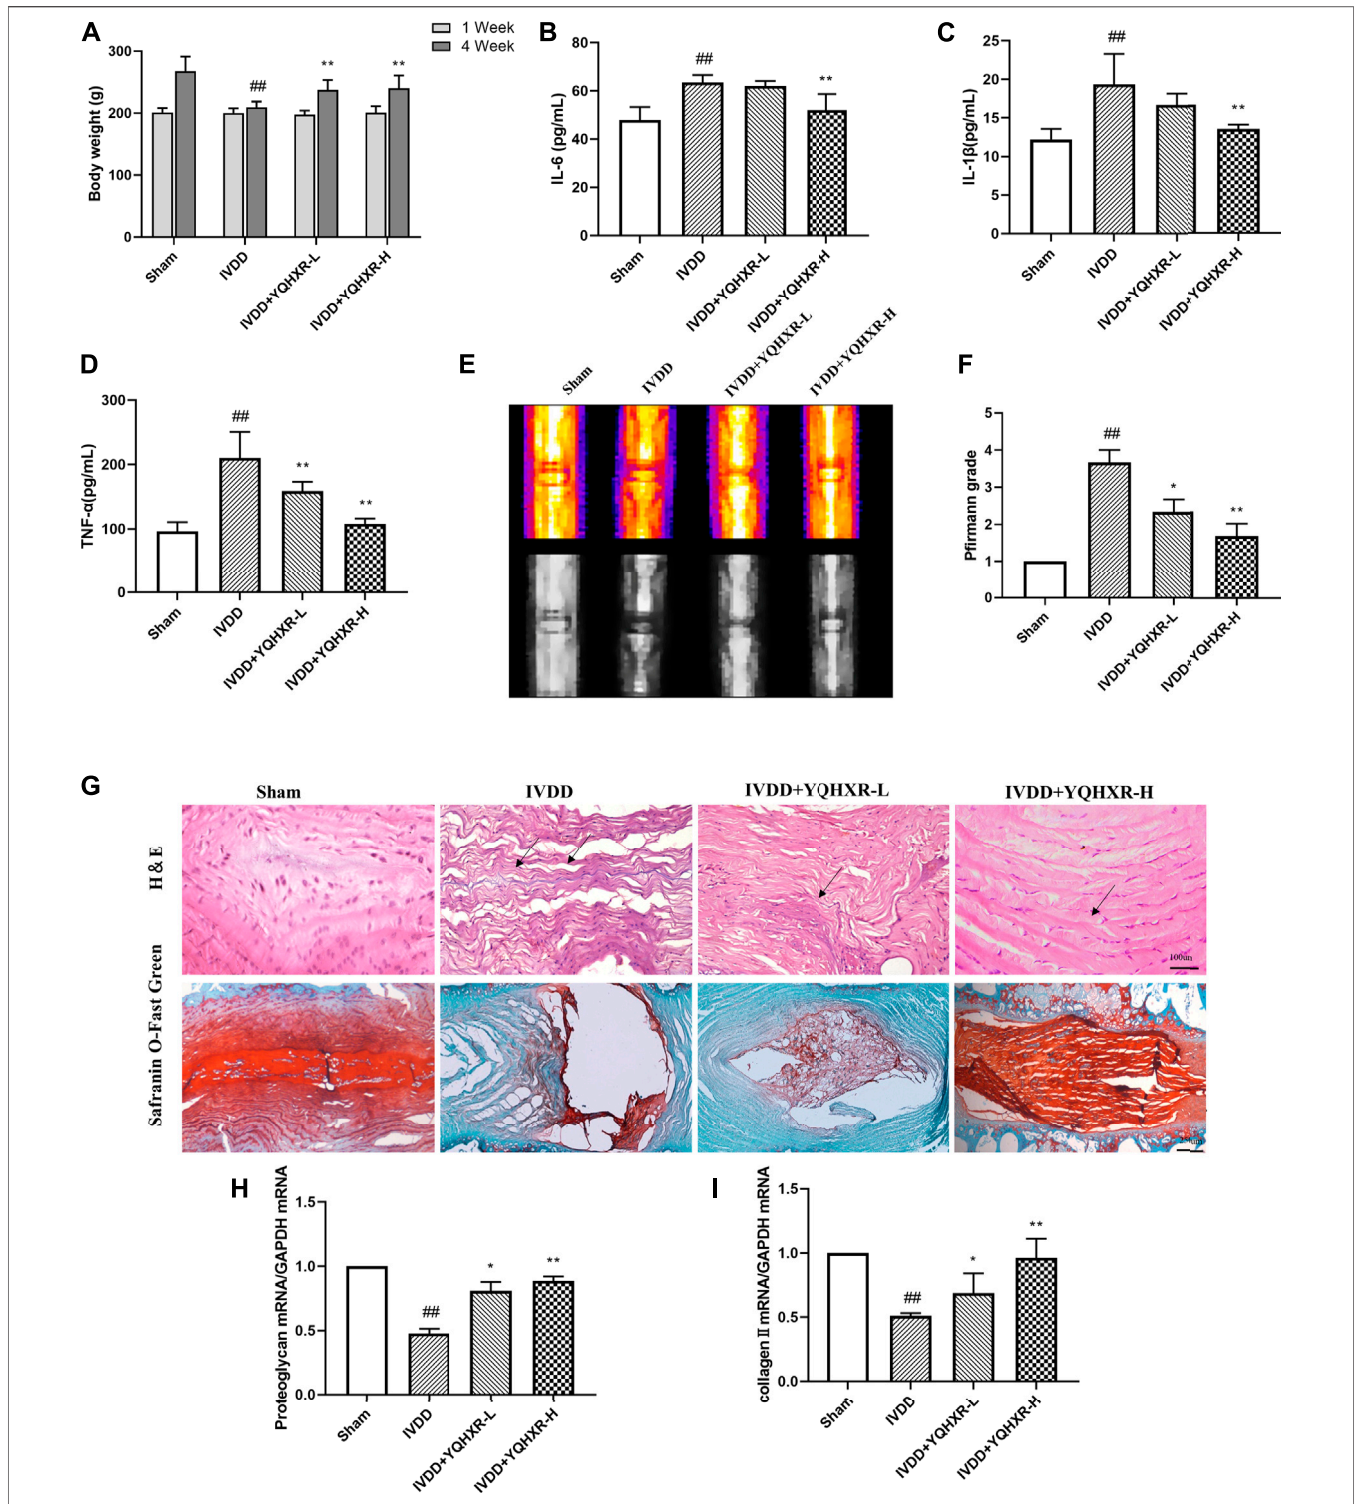 A
1 Week
4 Week
Body weight (g)
300
200
100
0
##
**
**
Sham
IVDD
IVDD+YQHXR-L
IVDD+YQHXR-H
B
IL-6 (pg/mL)
80
60
40
20
0
##
**
Sham
IVDD
IVDD+YQHXR-L
IVDD+YQHXR-H
C
IL-1β(pg/mL)
25
20
15
10
5
0
##
**
Sham
IVDD
IVDD+YQHXR-L
IVDD+YQHXR-H
D
TNF-α(pg/mL)
300
200
100
0
##
**
**
Sham
IVDD
IVDD+YQHXR-L
IVDD+YQHXR-H
E
Sham
IVDD
IVDD+YQHXR-L
IVDD+YQHXR-H
F
Pfirmann grade
5
4
3
2
1
0
##
*
**
Sham
IVDD
IVDD+YQHXR-L
IVDD+YQHXR-H
G
Sham
IVDD
IVDD+YQHXR-L
IVDD+YQHXR-H
H&E
100um
Safranin O-Fast Green
H
Proteoglycan mRNA/GAPDH mRNA
1.5
1.0
0.5
0.0
##
*
**
Sham
IVDD
IVDD+YQHXR-L
IVDD+YQHXR-H
I
collagen II mRNA/GAPDH mRNA
1.5
1.0
0.5
0.0
##
*
**
Sham
IVDD
IVDD+YQHXR-L
IVDD+YQHXR-H